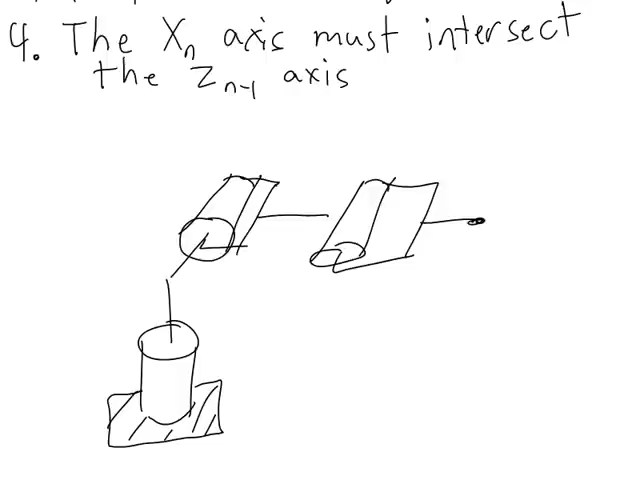 4. The Xn axis must intersect
the Zn-1 axis